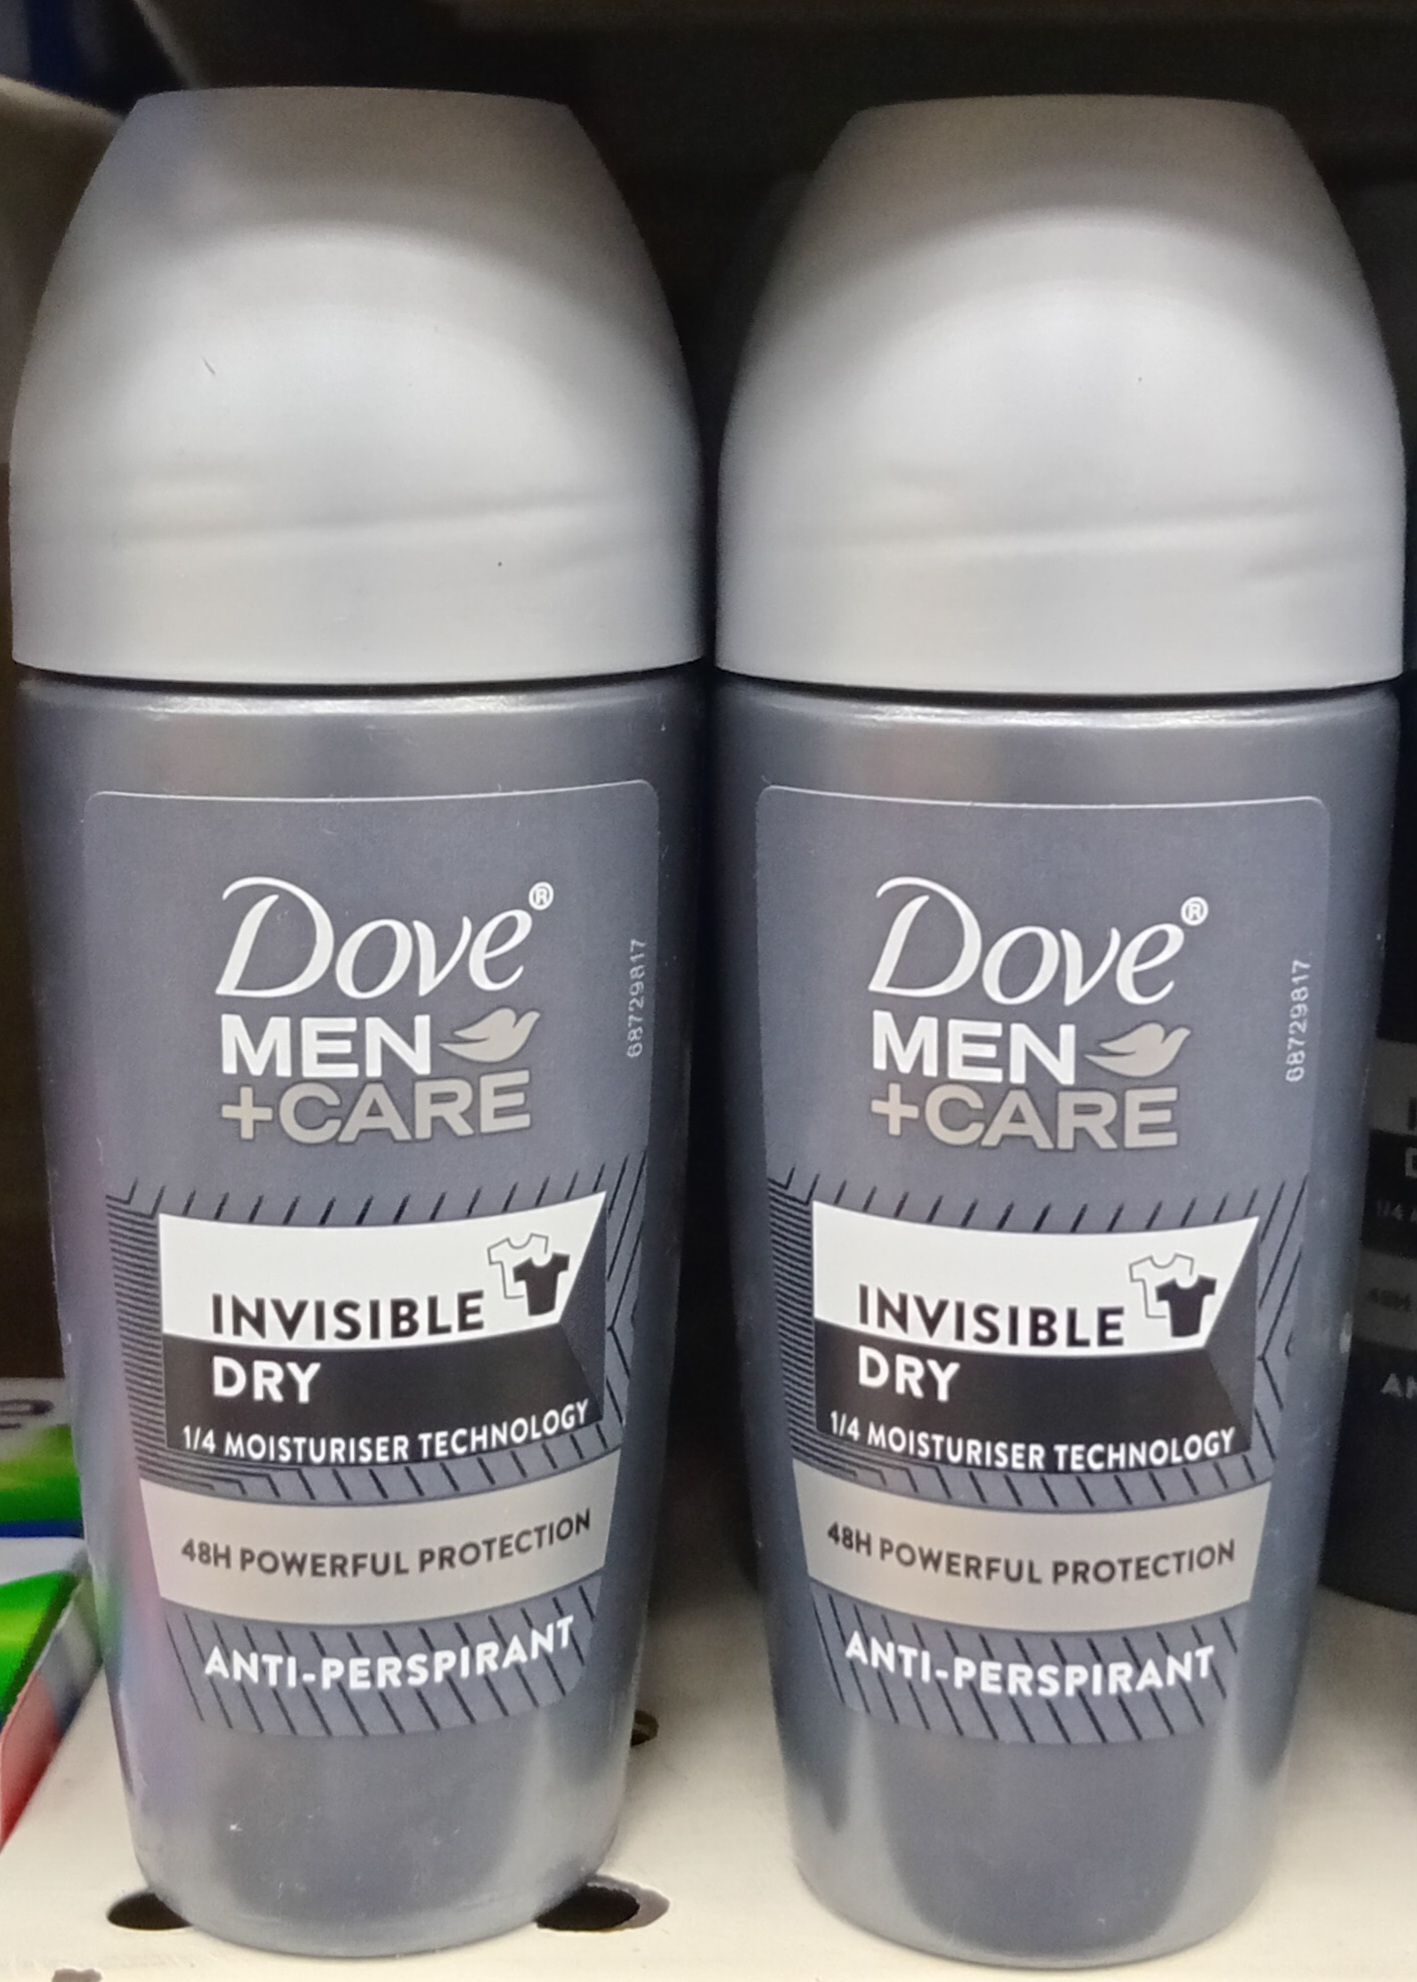 Dove®
MEN
+CARE
68729817
INVISIBLE
DRY
1/4 MOISTURISER TECHNOLOGY
48H POWERFUL PROTECTION
ANTI-PERSPIRANT
Dove®
MEN
+CARE
68729817
INVISIBLE
DRY
1/4 MOISTURISER TECHNOLOGY
48H POWERFUL PROTECTION
ANTI-PERSPIRANT